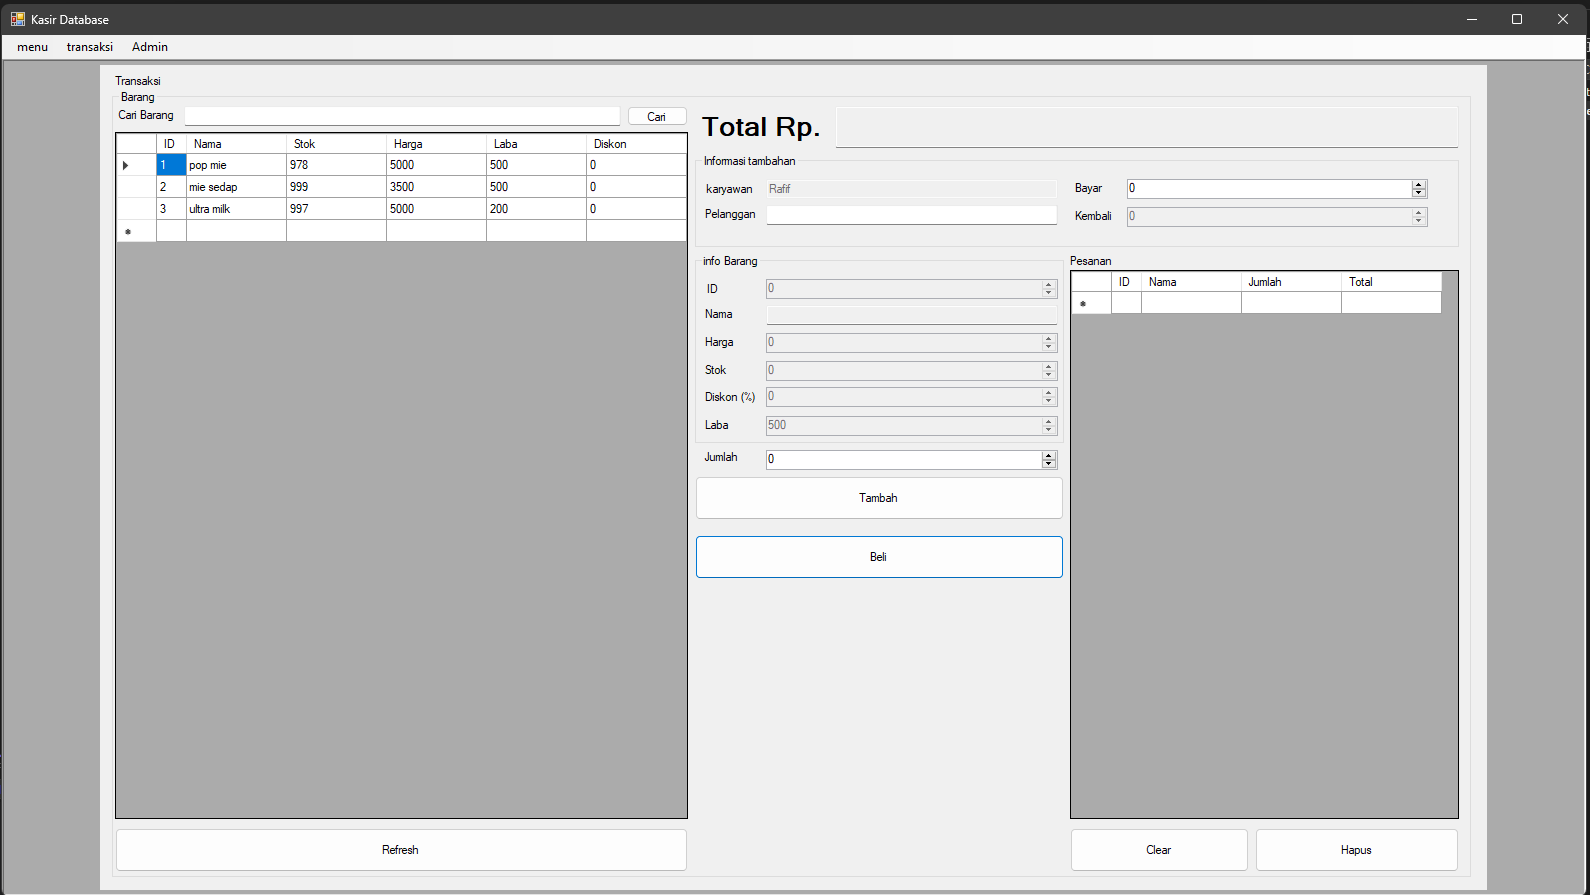 Kasir Database
menu transaksi Admin
Transaksi
Barang
Cari Barang Cari
ID Nama Stok Harga Laba Diskon
1 pop mie 978 5000 500 0
2 mie sedap 999 3500 500 0
3 ultra milk 997 5000 200 0
Refresh
Total Rp.
Informasi tambahan
karyawan Rafif
Pelanggan
Bayar 0
Kembali 0
info Barang
ID 0
Nama
Harga 0
Stok 0
Diskon (%) 0
Laba 500
Jumlah 0
Tambah
Beli
Pesanan
ID Nama Jumlah Total
Clear Hapus